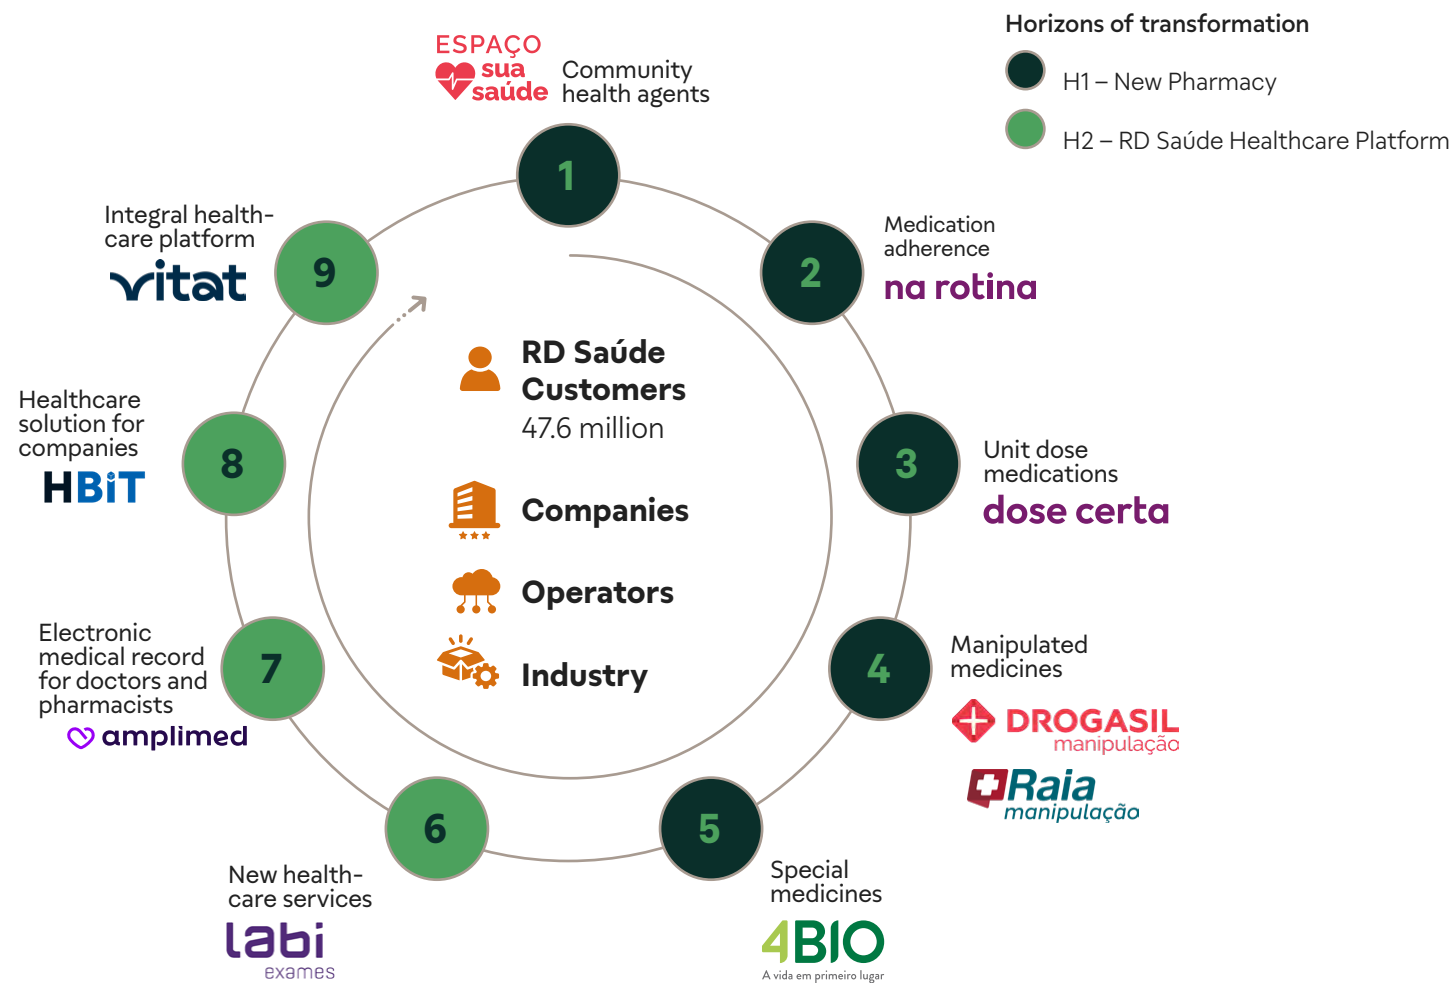 Horizons of transformation
H1 – New Pharmacy
H2 – RD Saúde Healthcare Platform
ESPAÇO
sua
saúde
Community
health agents
1
Medication
adherence
na rotina
2
Unit dose
medications
dose certa
3
Manipulated
medicines
DROGASIL
manipulação
Raia
manipulação
4
Special
medicines
4BIO
A vida em primeiro lugar
5
New health-
care services
labi
exames
6
Electronic
medical record
for doctors and
pharmacists
amplimed
7
Healthcare
solution for
companies
HBiT
8
Integral health-
care platform
vitat
9
RD Saúde
Customers
47.6 million
Companies
Operators
Industry